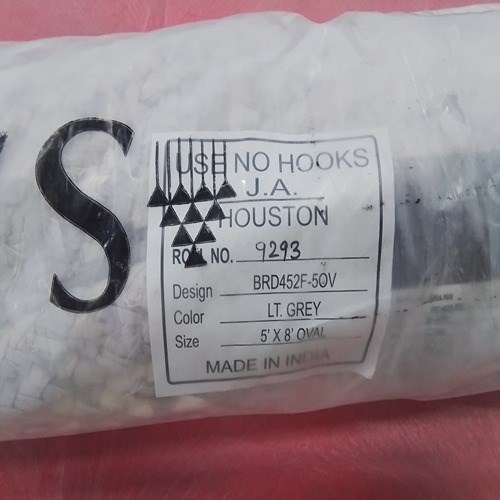 S
USE NO HOOKS
J.A.
HOUSTON
ROLL NO. 9293
Design BRD452F-5OV
Color LT. GREY
Size 5' X 8' OVAL
MADE IN INDIA